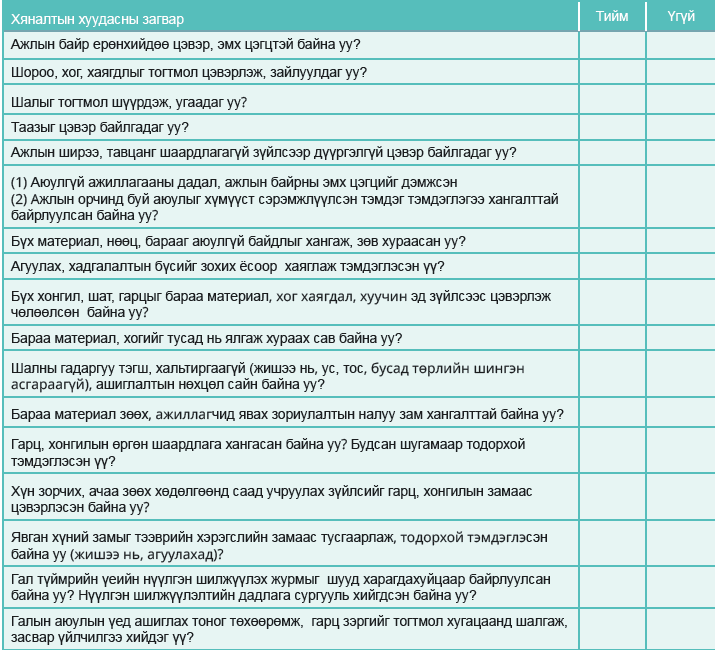 Хяналтын хуудасны загвар Тийм Үгүй
Ажлын байр ерөнхийдөө цэвэр, эмх цэгцтэй байна уу?
Шороо, хог, хаягдлыг тогтмол цэвэрлэж, зайлуулдаг уу?
Шалыг тогтмол шүүрдэж, угаадаг уу?
Таазыг цэвэр байлгадаг уу?
Ажлын ширээ, тавцанг шаардлагагүй зүйлсээр дүүргэлгүй цэвэр байлгадаг уу?
(1) Аюулгүй ажиллагааны дадал, ажлын байрны эмх цэгцийг дэмжсэн
(2) Ажлын орчинд буй аюулыг хүмүүст сэрэмжлүүлсэн тэмдэг тэмдэглэгээ хангалттай
байрлуулсан байна уу?
Бүх материал, нөөц, барааг аюулгүй байдлыг хангаж, зөв хураасан уу?
Агуулах, хадгалалтын бүсийг зохих ёсоор хаяглаж тэмдэглэсэн үү?
Бүх хонгил, шат, гарцыг бараа материал, хог хаягдал, хуучин эд зүйлсээс цэвэрлэж
чөлөөлсөн байна уу?
Бараа материал, хогийг тусад нь ялгаж хураах сав байна уу?
Шалны гадаргуу тэгш, хальтиргаагүй (жишээ нь, ус, тос, бусад төрлийн шингэн
асгараагүй), ашиглалтын нөхцөл сайн байна уу?
Бараа материал зөөх, ажиллагчид явах зориулалтын налуу зам хангалттай байна уу?
Гарц, хонгилын өргөн шаардлага хангасан байна уу? Будсан шугамаар тодорхой
тэмдэглэсэн үү?
Хүн зорчих, ачаа зөөх хөдөлгөөнд саад учруулах зүйлсийг гарц, хонгилын замаас
цэвэрлэсэн байна уу?
Явган хүний замыг тээврийн хэрэгслийн замаас тусгаарлаж, тодорхой тэмдэглэсэн
байна уу (жишээ нь, агуулахад)?
Гал түймрийн үеийн нүүлгэн шилжүүлэх журмыг шууд харагдахуйцаар байрлуулсан
байна уу? Нүүлгэн шилжүүлэлтийн дадлага сургууль хийгдсэн байна уу?
Галын аюулын үед ашиглах тоног төхөөрөмж, гарц зэргийг тогтмол хугацаанд шалгаж,
засвар үйлчилгээ хийдэг үү?